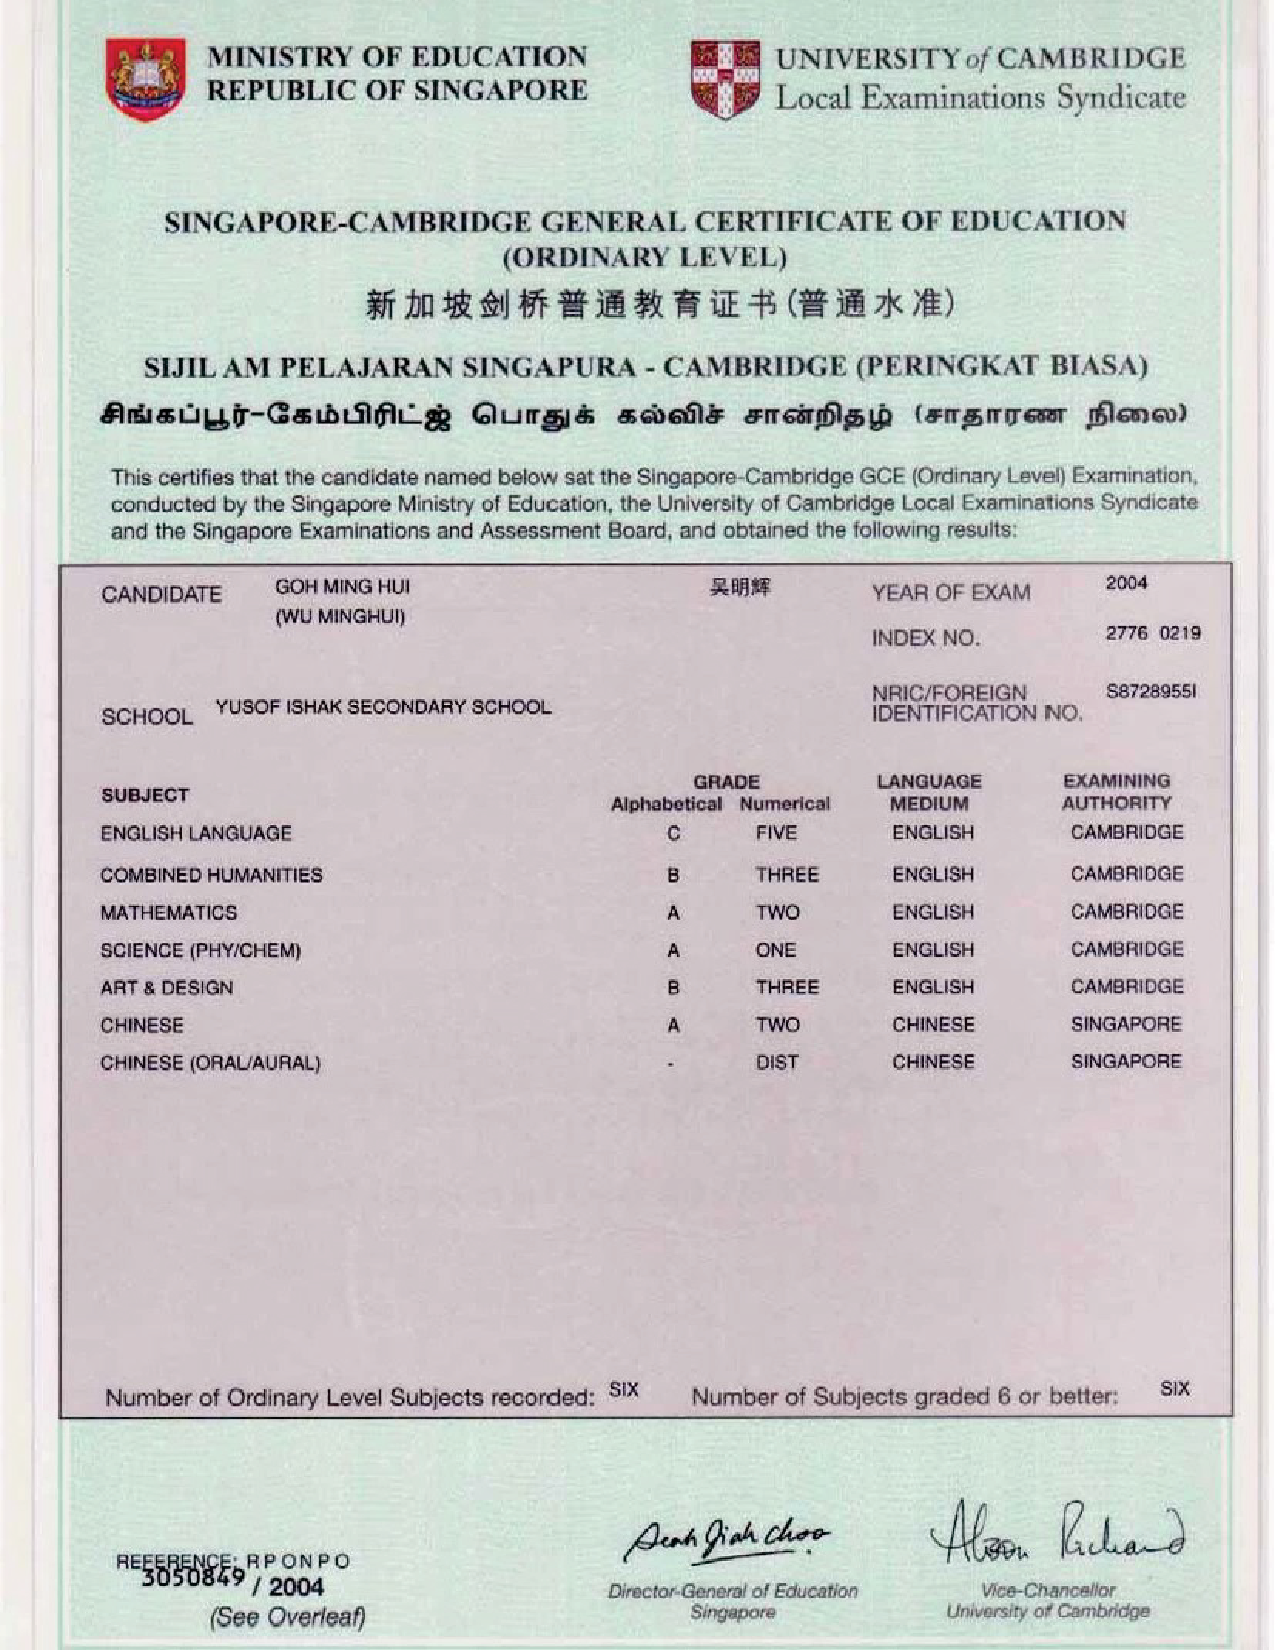 MINISTRY OF EDUCATION
REPUBLIC OF SINGAPORE
UNIVERSITY of CAMBRIDGE
Local Examinations Syndicate
SINGAPORE-CAMBRIDGE GENERAL CERTIFICATE OF EDUCATION
(ORDINARY LEVEL)
新加坡剑桥普通教育证书(普通水准)
SIJIL AM PELAJARAN SINGAPURA - CAMBRIDGE (PERINGKAT BIASA)
சிங்கப்பூர்-கேம்பிரிட்ஜ் பொதுக் கல்விச் சான்றிதழ் (சாதாரண நிலை)
This certifies that the candidate named below sat the Singapore-Cambridge GCE (Ordinary Level) Examination,
conducted by the Singapore Ministry of Education, the University of Cambridge Local Examinations Syndicate
and the Singapore Examinations and Assessment Board, and obtained the following results:
CANDIDATE GOH MING HUI 吴明辉 YEAR OF EXAM 2004
(WU MINGHUI)
INDEX NO. 2776 0219
SCHOOL YUSOF ISHAK SECONDARY SCHOOL
NRIC/FOREIGN S8728955I
IDENTIFICATION NO.
SUBJECT GRADE LANGUAGE EXAMINING
Alphabetical Numerical MEDIUM AUTHORITY
ENGLISH LANGUAGE C FIVE ENGLISH CAMBRIDGE
COMBINED HUMANITIES B THREE ENGLISH CAMBRIDGE
MATHEMATICS A TWO ENGLISH CAMBRIDGE
SCIENCE (PHY/CHEM) A ONE ENGLISH CAMBRIDGE
ART & DESIGN B THREE ENGLISH CAMBRIDGE
CHINESE A TWO CHINESE SINGAPORE
CHINESE (ORAL/AURAL) - DIST CHINESE SINGAPORE
Number of Ordinary Level Subjects recorded: SIX Number of Subjects graded 6 or better: SIX
Seah Jiah Choo
Alison Richard
REFERENCE: RPONPO
3050849 / 2004
(See Overleaf)
Director-General of Education
Singapore
Vice-Chancellor
University of Cambridge